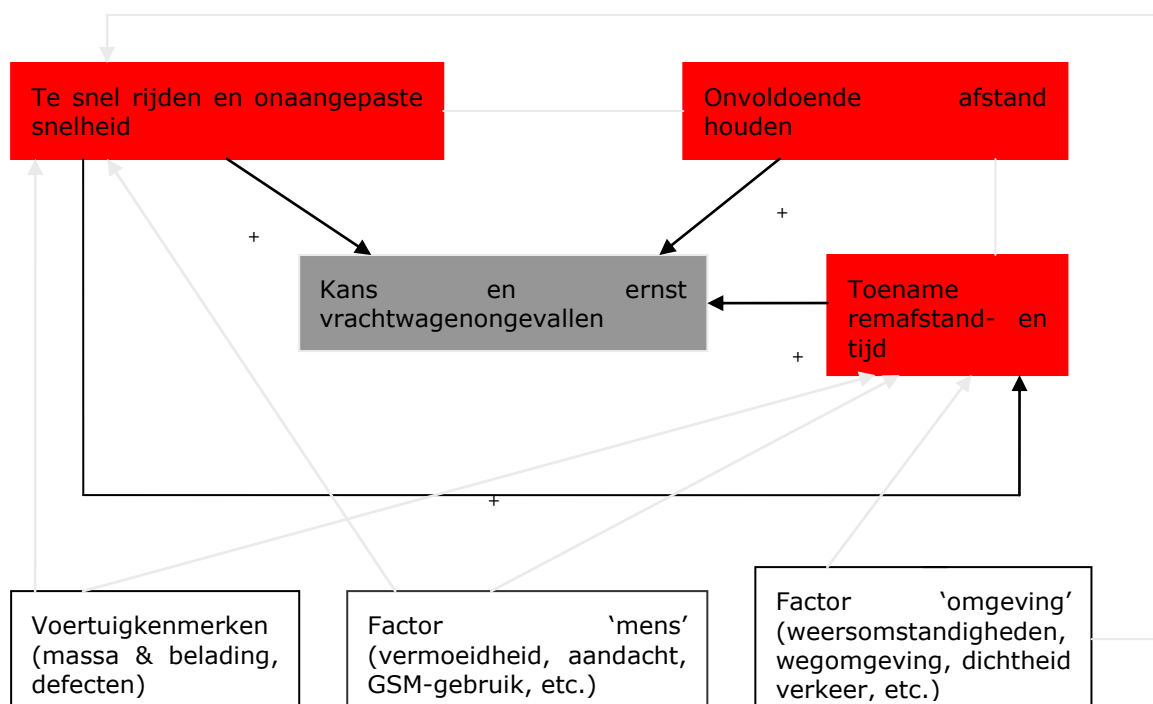 Te snel rijden en onaangepaste
snelheid
Onvoldoende afstand
houden
+
+
Kans en ernst
vrachtwagenongevallen
Toename
remafstand- en
tijd
+
+
Voertuigkenmerken
(massa & belading,
defecten)
Factor ‘mens’
(vermoeidheid, aandacht,
GSM-gebruik, etc.)
Factor ‘omgeving’
(weersomstandigheden,
wegomgeving, dichtheid
verkeer, etc.)